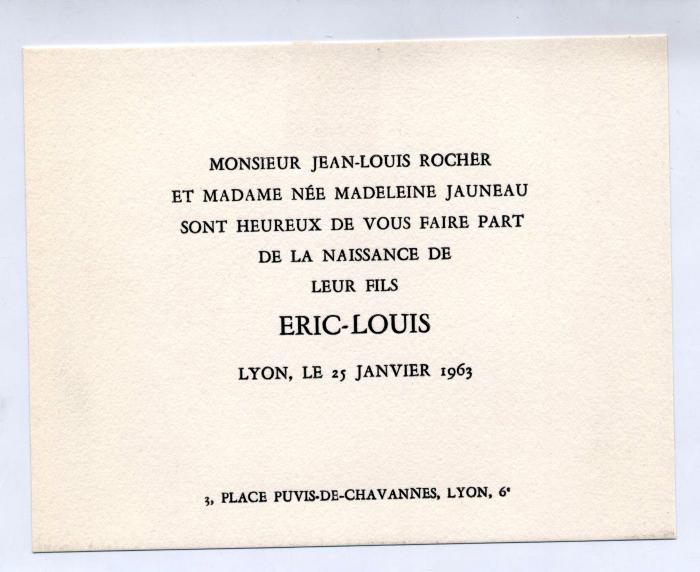 MONSIEUR JEAN-LOUIS ROCHER
ET MADAME NÉE MADELEINE JAUNEAU
SONT HEUREUX DE VOUS FAIRE PART
DE LA NAISSANCE DE
LEUR FILS
ERIC-LOUIS
LYON, LE 25 JANVIER 1963
3, PLACE PUVIS-DE-CHAVANNES, LYON, 6ᵉ